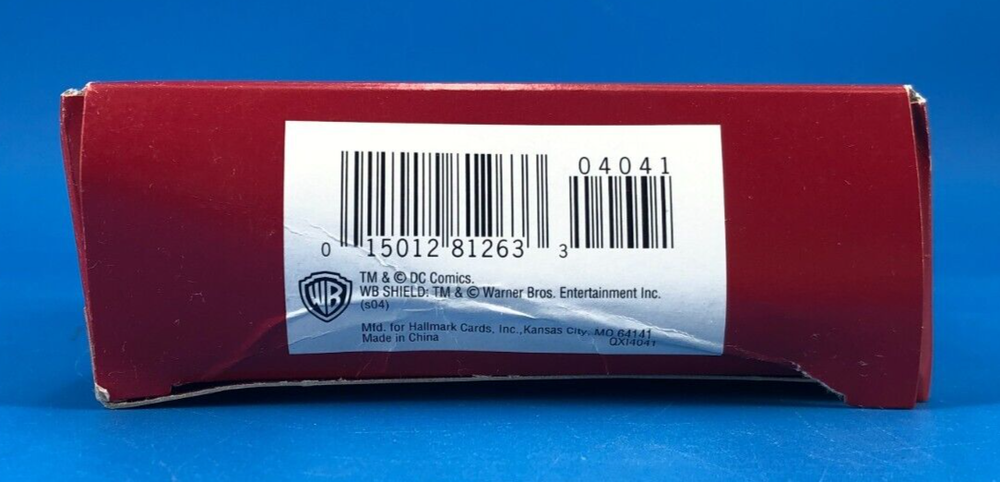 04041
0 15012 81263 3
WB
TM & © DC Comics.
WB SHIELD: TM & © Warner Bros. Entertainment Inc.
(s04)
Mfd. for Hallmark Cards, Inc.,Kansas City, MO 64141
Made in China
QXI4041